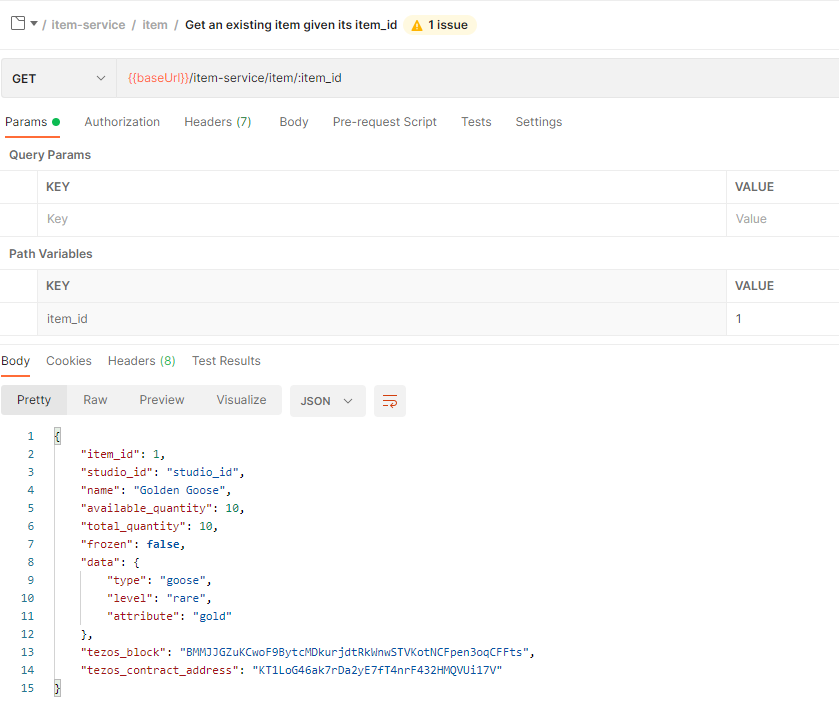 / item-service / item / Get an existing item given its item_id 1 issue
GET {{baseUrl}}/item-service/item/:item_id
Params Authorization Headers (7) Body Pre-request Script Tests Settings
Query Params
KEY VALUE
Key Value
Path Variables
KEY VALUE
item_id 1
Body Cookies Headers (8) Test Results
Pretty Raw Preview Visualize JSON
1 {
2 "item_id": 1,
3 "studio_id": "studio_id",
4 "name": "Golden Goose",
5 "available_quantity": 10,
6 "total_quantity": 10,
7 "frozen": false,
8 "data": {
9 "type": "goose",
10 "level": "rare",
11 "attribute": "gold"
12 },
13 "tezos_block": "BMMJJGZuKCwoF9BytcMDkurjdtRkWnwSTVKotNCFpen3oqCFFts",
14 "tezos_contract_address": "KT1LoG46ak7rDa2yE7fT4nrF432HMQVUi17V"
15 }